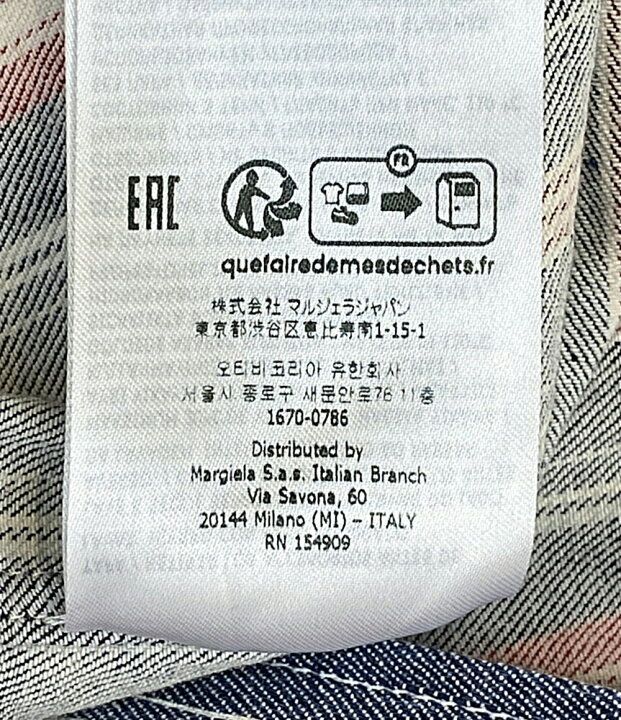 EAC
FR
quefairedemesdechets.fr
株式会社 マルジェラジャパン
東京都渋谷区恵比寿南1-15-1
오티비 코리아 유한회사
서울시 종로구 새문안로76 11층
1670-0786
Distributed by
Margiela S.a.s. Italian Branch
Via Savona, 60
20144 Milano (MI) – ITALY
RN 154909